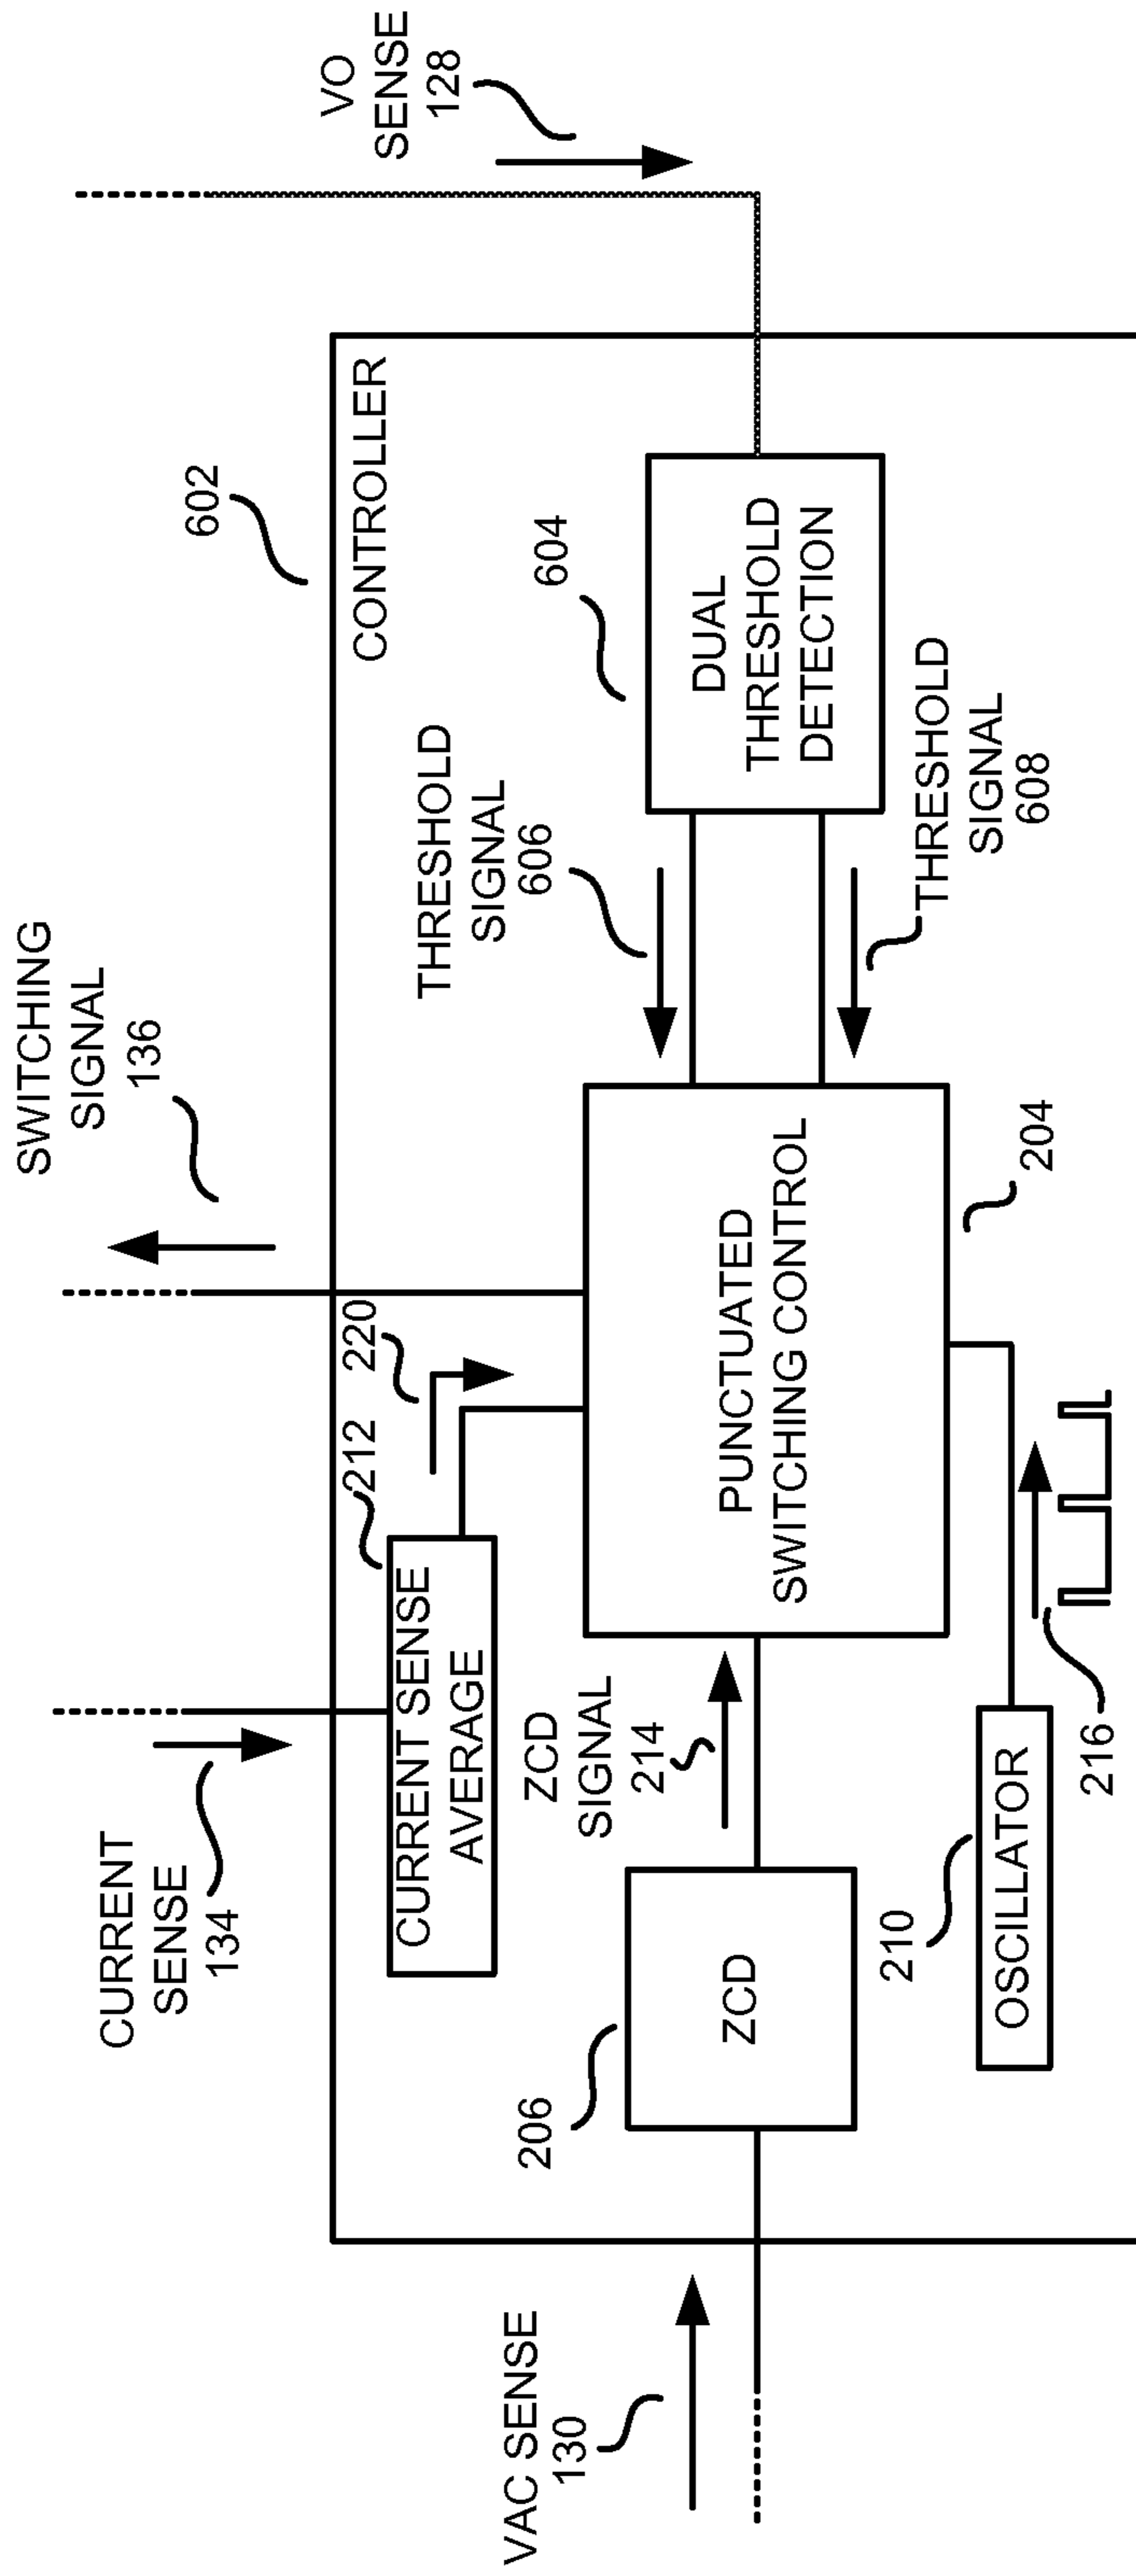 SWITCHING
SIGNAL
136
CURRENT
SENSE
134
VO
SENSE
128
602
CONTROLLER
212
220
CURRENT SENSE
AVERAGE
THRESHOLD
SIGNAL
606
604
VAC SENSE
130
206
ZCD
ZCD
SIGNAL
214
PUNCTUATED
SWITCHING CONTROL
DUAL
THRESHOLD
DETECTION
THRESHOLD
SIGNAL
608
210
OSCILLATOR
216
204